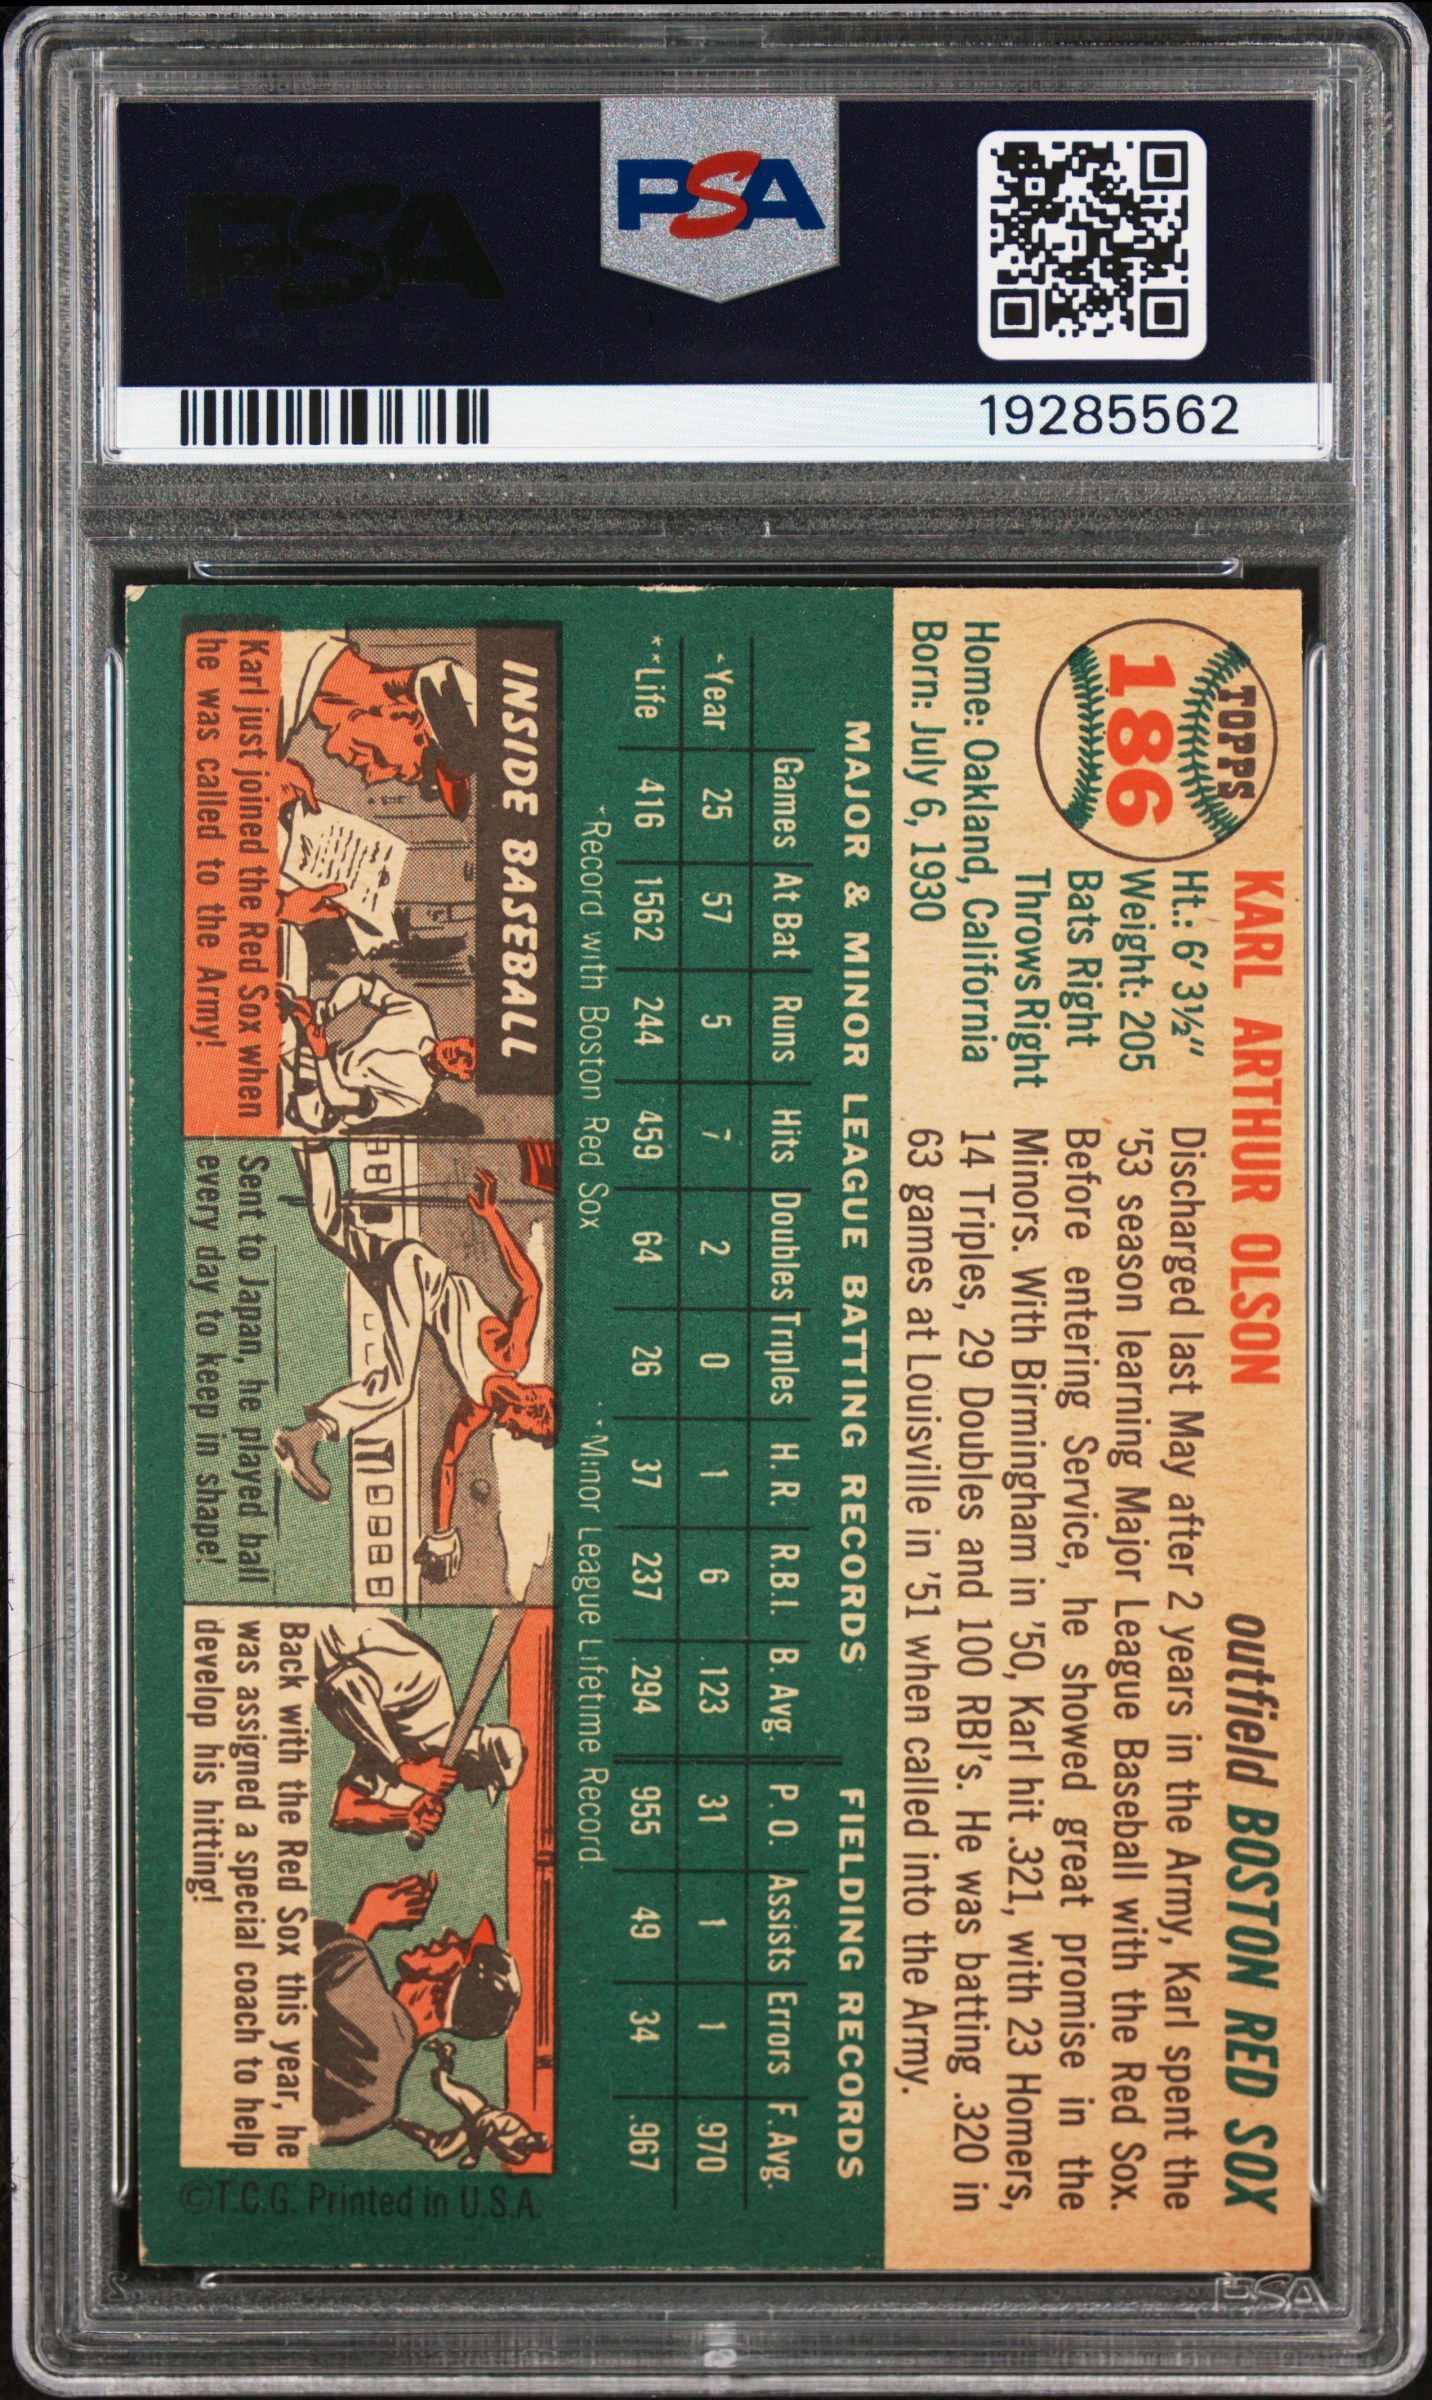 PSA
PSA
19285562
TOPPS
186
KARL ARTHUR OLSON
outfield BOSTON RED SOX
Ht.: 6' 3½"
Weight: 205
Bats Right
Throws Right
Home: Oakland, California
Born: July 6, 1930
Discharged last May after 2 years in the Army, Karl spent the
'53 season learning Major League Baseball with the Red Sox.
Before entering Service, he showed great promise in the
Minors. With Birmingham in '50, Karl hit .321, with 23 Homers,
14 Triples, 29 Doubles and 100 RBI's. He was batting .320 in
63 games at Louisville in '51 when called into the Army.
MAJOR & MINOR LEAGUE BATTING RECORDS FIELDING RECORDS
Games At Bat Runs Hits Doubles Triples H.R. R.B.I. B. Avg. P.O. Assists Errors F. Avg.
*Year 25 57 5 7 2 0 1 6 .123 31 1 1 .970
**Life 416 1562 244 459 64 26 37 237 .294 955 49 34 .967
*Record with Boston Red Sox **Minor League Lifetime Record.
INSIDE BASEBALL
Karl just joined the Red Sox when
he was called to the Army!
Sent to Japan, he played ball
every day to keep in shape!
Back with the Red Sox this year, he
was assigned a special coach to help
develop his hitting!
©T.C.G. Printed in U.S.A.
PSA